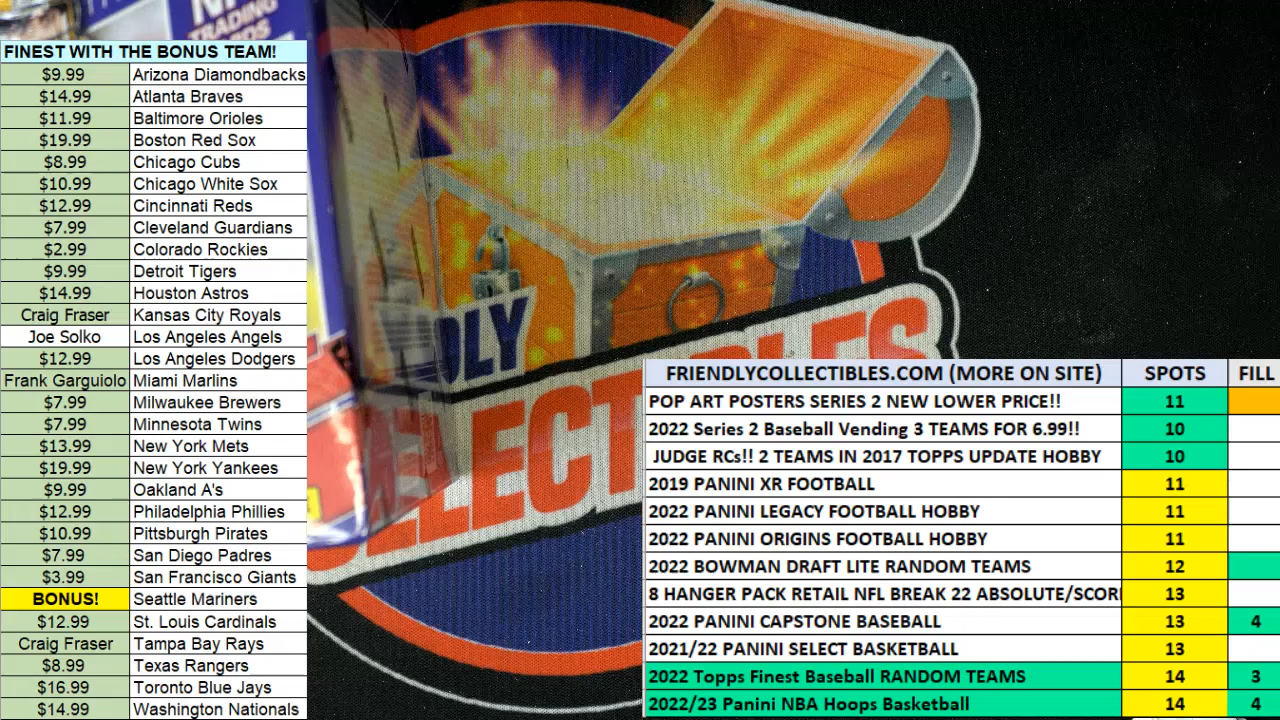 TRADING
FINEST WITH THE BONUS TEAM!
$9.99 Arizona Diamondbacks
$14.99 Atlanta Braves
$11.99 Baltimore Orioles
$19.99 Boston Red Sox
$8.99 Chicago Cubs
$10.99 Chicago White Sox
$12.99 Cincinnati Reds
$7.99 Cleveland Guardians
$2.99 Colorado Rockies
$9.99 Detroit Tigers
$14.99 Houston Astros
Craig Fraser Kansas City Royals
Joe Solko Los Angeles Angels
$12.99 Los Angeles Dodgers
Frank Garguiolo Miami Marlins
$7.99 Milwaukee Brewers
$7.99 Minnesota Twins
$13.99 New York Mets
$19.99 New York Yankees
$9.99 Oakland A's
$12.99 Philadelphia Phillies
$10.99 Pittsburgh Pirates
$7.99 San Diego Padres
$3.99 San Francisco Giants
BONUS! Seattle Mariners
$12.99 St. Louis Cardinals
Craig Fraser Tampa Bay Rays
$8.99 Texas Rangers
$16.99 Toronto Blue Jays
$14.99 Washington Nationals
DLY
ELECT
FRIENDLYCOLLECTIBLES.COM (MORE ON SITE) SPOTS FILL
POP ART POSTERS SERIES 2 NEW LOWER PRICE!! 11
2022 Series 2 Baseball Vending 3 TEAMS FOR 6.99!! 10
JUDGE RCs!! 2 TEAMS IN 2017 TOPPS UPDATE HOBBY 10
2019 PANINI XR FOOTBALL 11
2022 PANINI LEGACY FOOTBALL HOBBY 11
2022 PANINI ORIGINS FOOTBALL HOBBY 11
2022 BOWMAN DRAFT LITE RANDOM TEAMS 12
8 HANGER PACK RETAIL NFL BREAK 22 ABSOLUTE/SCOR 13
2022 PANINI CAPSTONE BASEBALL 13 4
2021/22 PANINI SELECT BASKETBALL 13
2022 Topps Finest Baseball RANDOM TEAMS 14 3
2022/23 Panini NBA Hoops Basketball 14 4